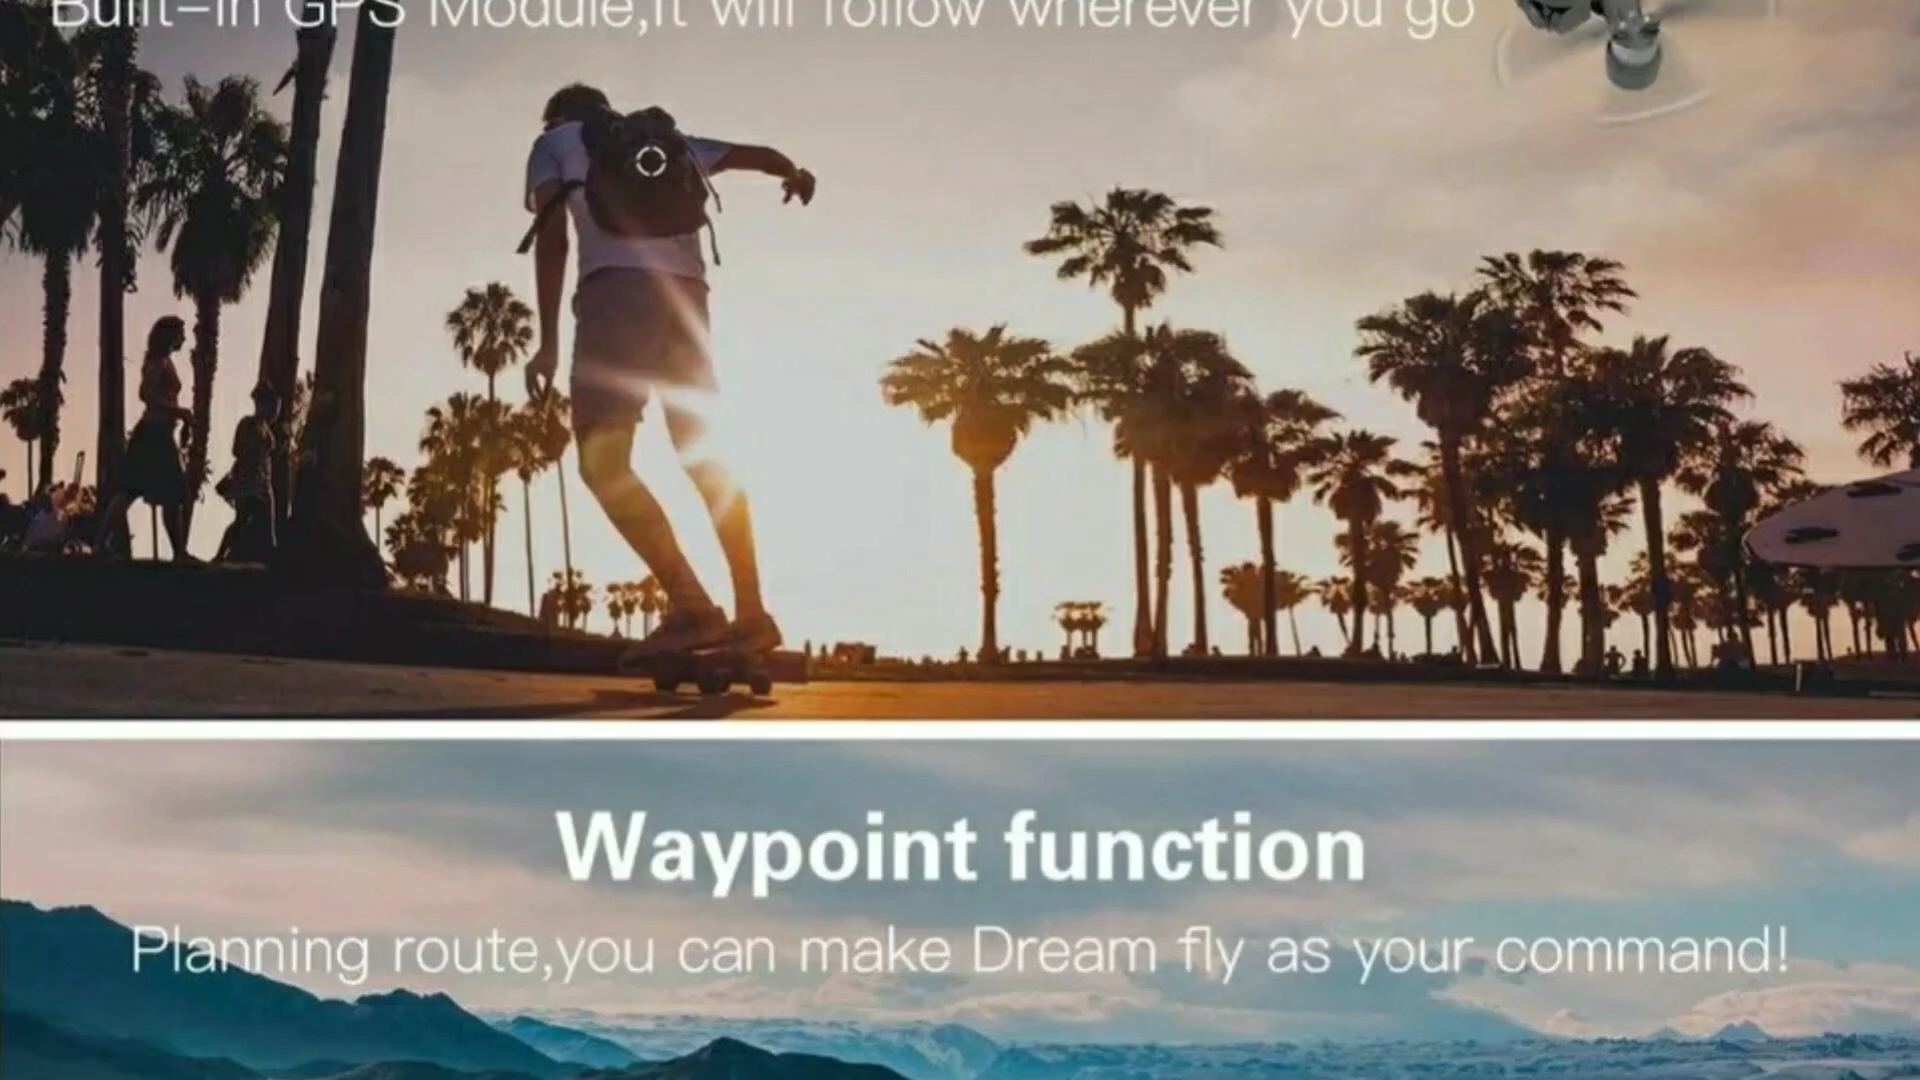 Built-in GPS Module,it will follow wherever you go
Waypoint function
Planning route,you can make Dream fly as your command!